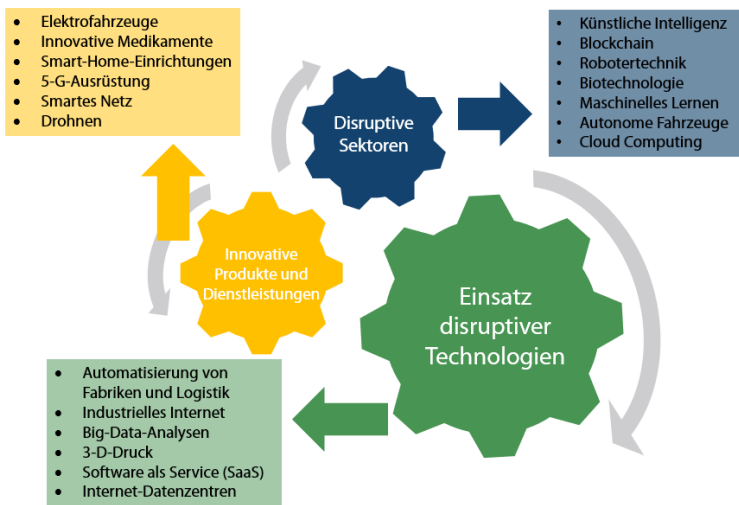 • Elektrofahrzeuge
• Innovative Medikamente
• Smart-Home-Einrichtungen
• 5-G-Ausrüstung
• Smartes Netz
• Drohnen
Disruptive
Sektoren
• Künstliche Intelligenz
• Blockchain
• Robotertechnik
• Biotechnologie
• Maschinelles Lernen
• Autonome Fahrzeuge
• Cloud Computing
Innovative
Produkte und
Dienstleistungen
Einsatz
disruptiver
Technologien
• Automatisierung von
Fabriken und Logistik
• Industrielles Internet
• Big-Data-Analysen
• 3-D-Druck
• Software als Service (SaaS)
• Internet-Datenzentren